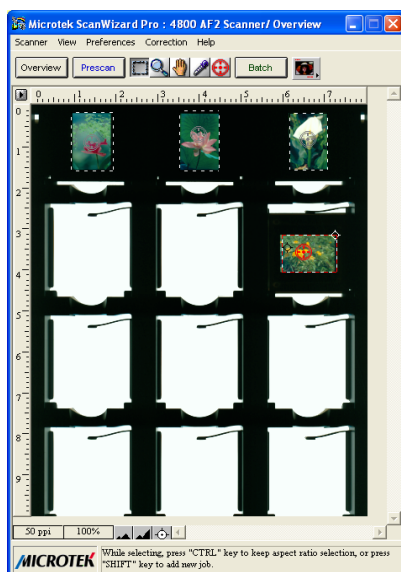 Microtek ScanWizard Pro : 4800 AF2 Scanner/ Overview
Scanner View Preferences Correction Help
Overview Prescan Batch
0 1 2 3 4 5 6 7
0
1
2
3
4
5
6
7
8
9
50 ppi 100%
MICROTEK
While selecting, press "CTRL" key to keep aspect ratio selection, or press
"SHIFT" key to add new job.